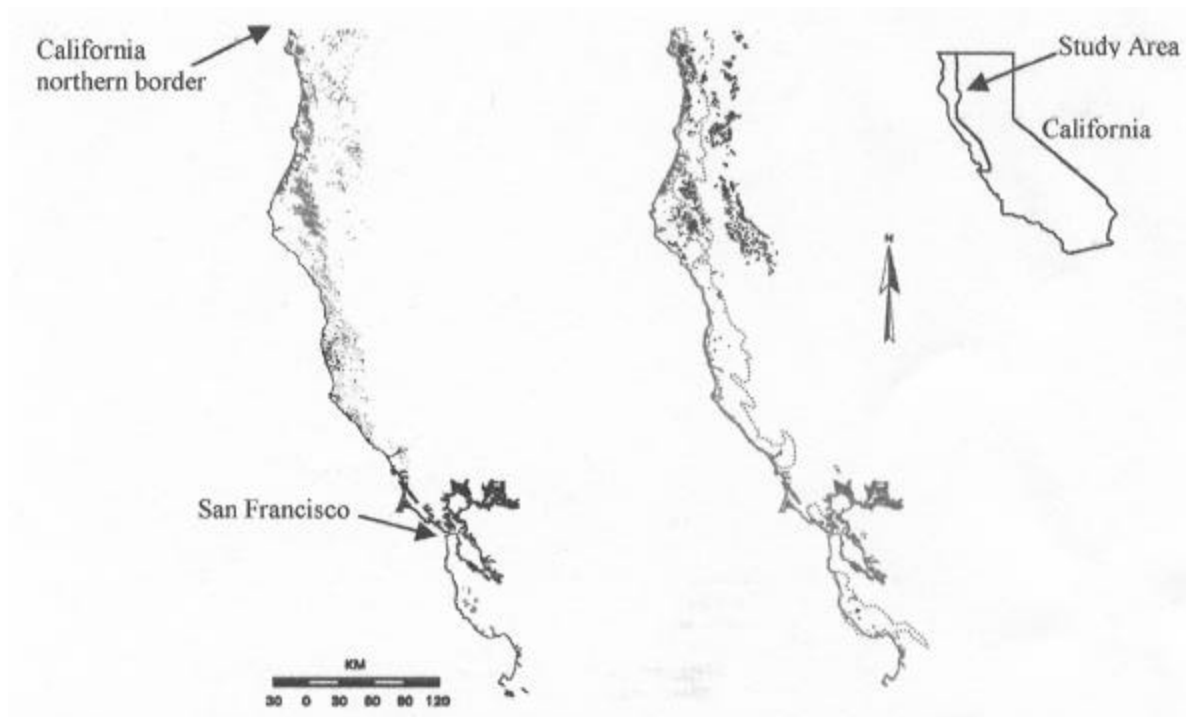 California
northern border
Study Area
California
N
San Francisco
KM
30 0 30 60 90 120